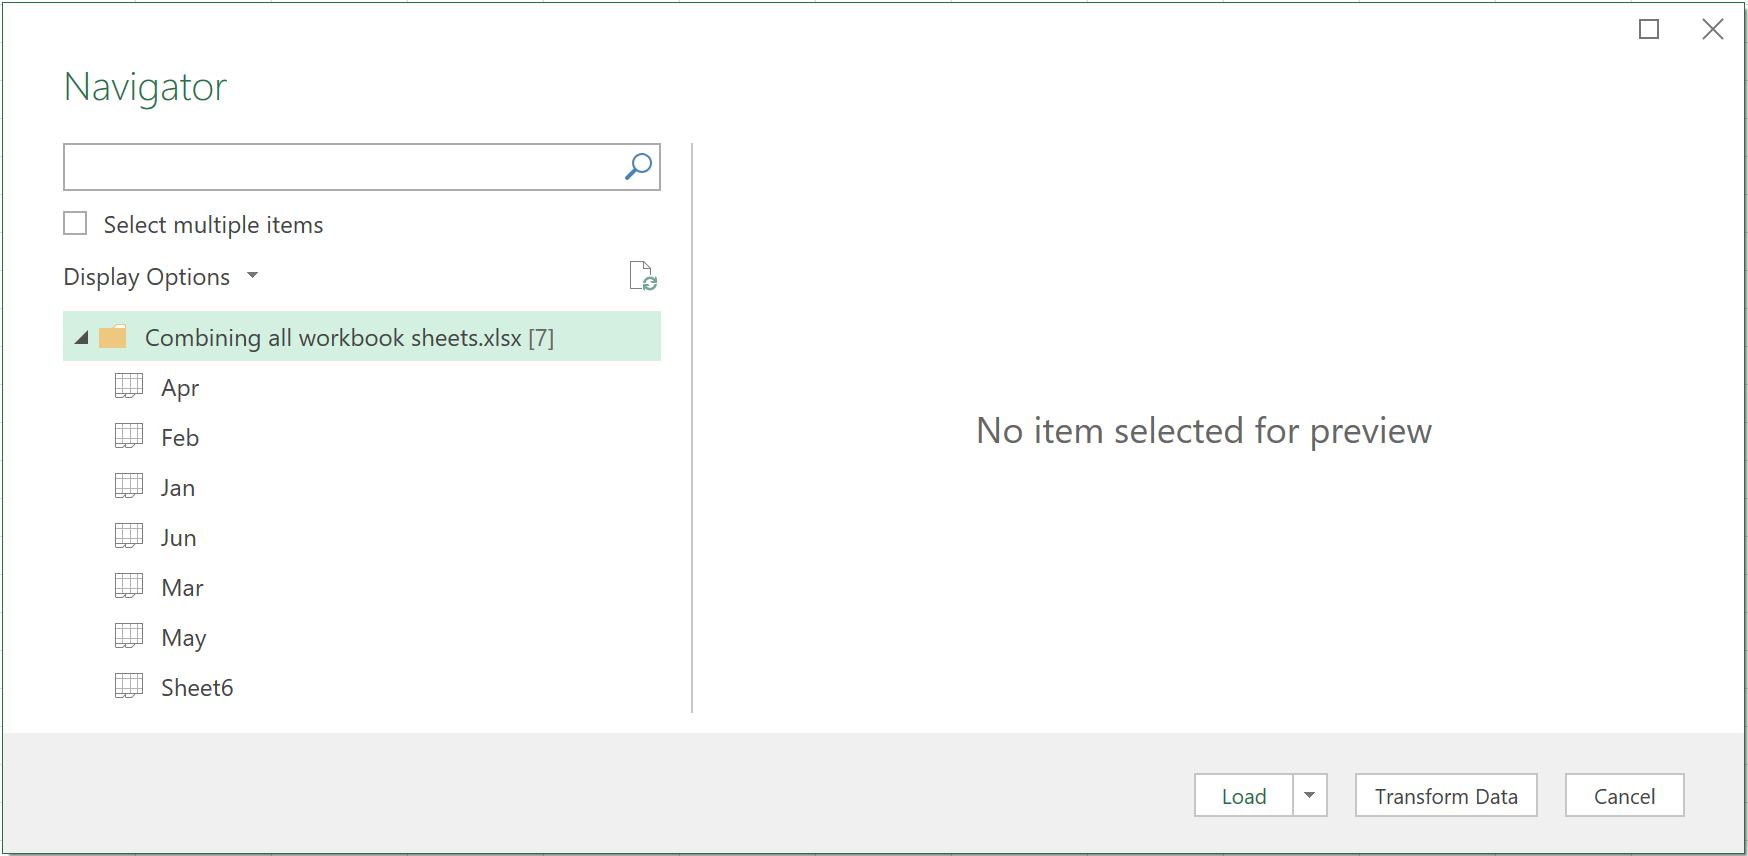 Navigator
Select multiple items
Display Options
Combining all workbook sheets.xlsx [7]
Apr
Feb
Jan
Jun
Mar
May
Sheet6
No item selected for preview
Load
Transform Data
Cancel